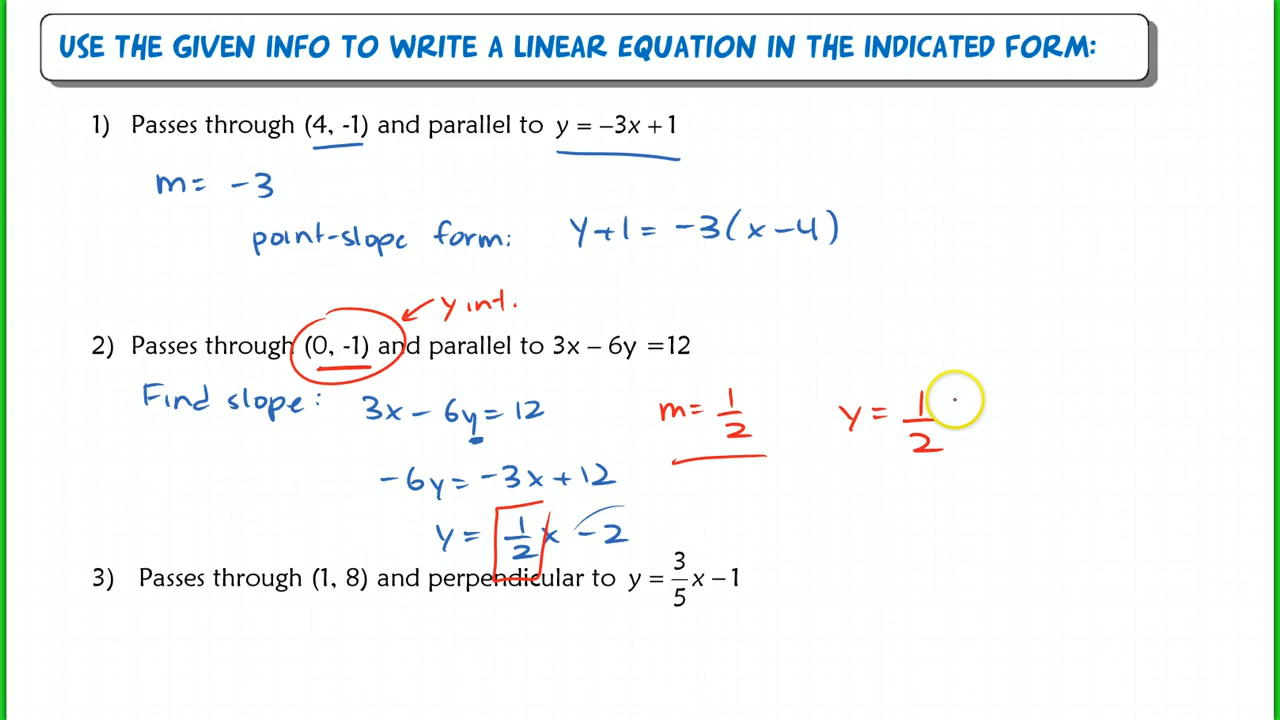 USE THE GIVEN INFO TO WRITE A LINEAR EQUATION IN THE INDICATED FORM:
1) Passes through (4, -1) and parallel to y = −3x + 1
m = -3
point-slope form: y+1 = -3(x-4)
y int.
2) Passes through (0, -1) and parallel to 3x − 6y = 12
Find slope: 3x - 6y = 12 m = 1/2 y = 1/2
-6y = -3x + 12
y = 1/2 x - 2
3) Passes through (1, 8) and perpendicular to y = 3/5 x − 1